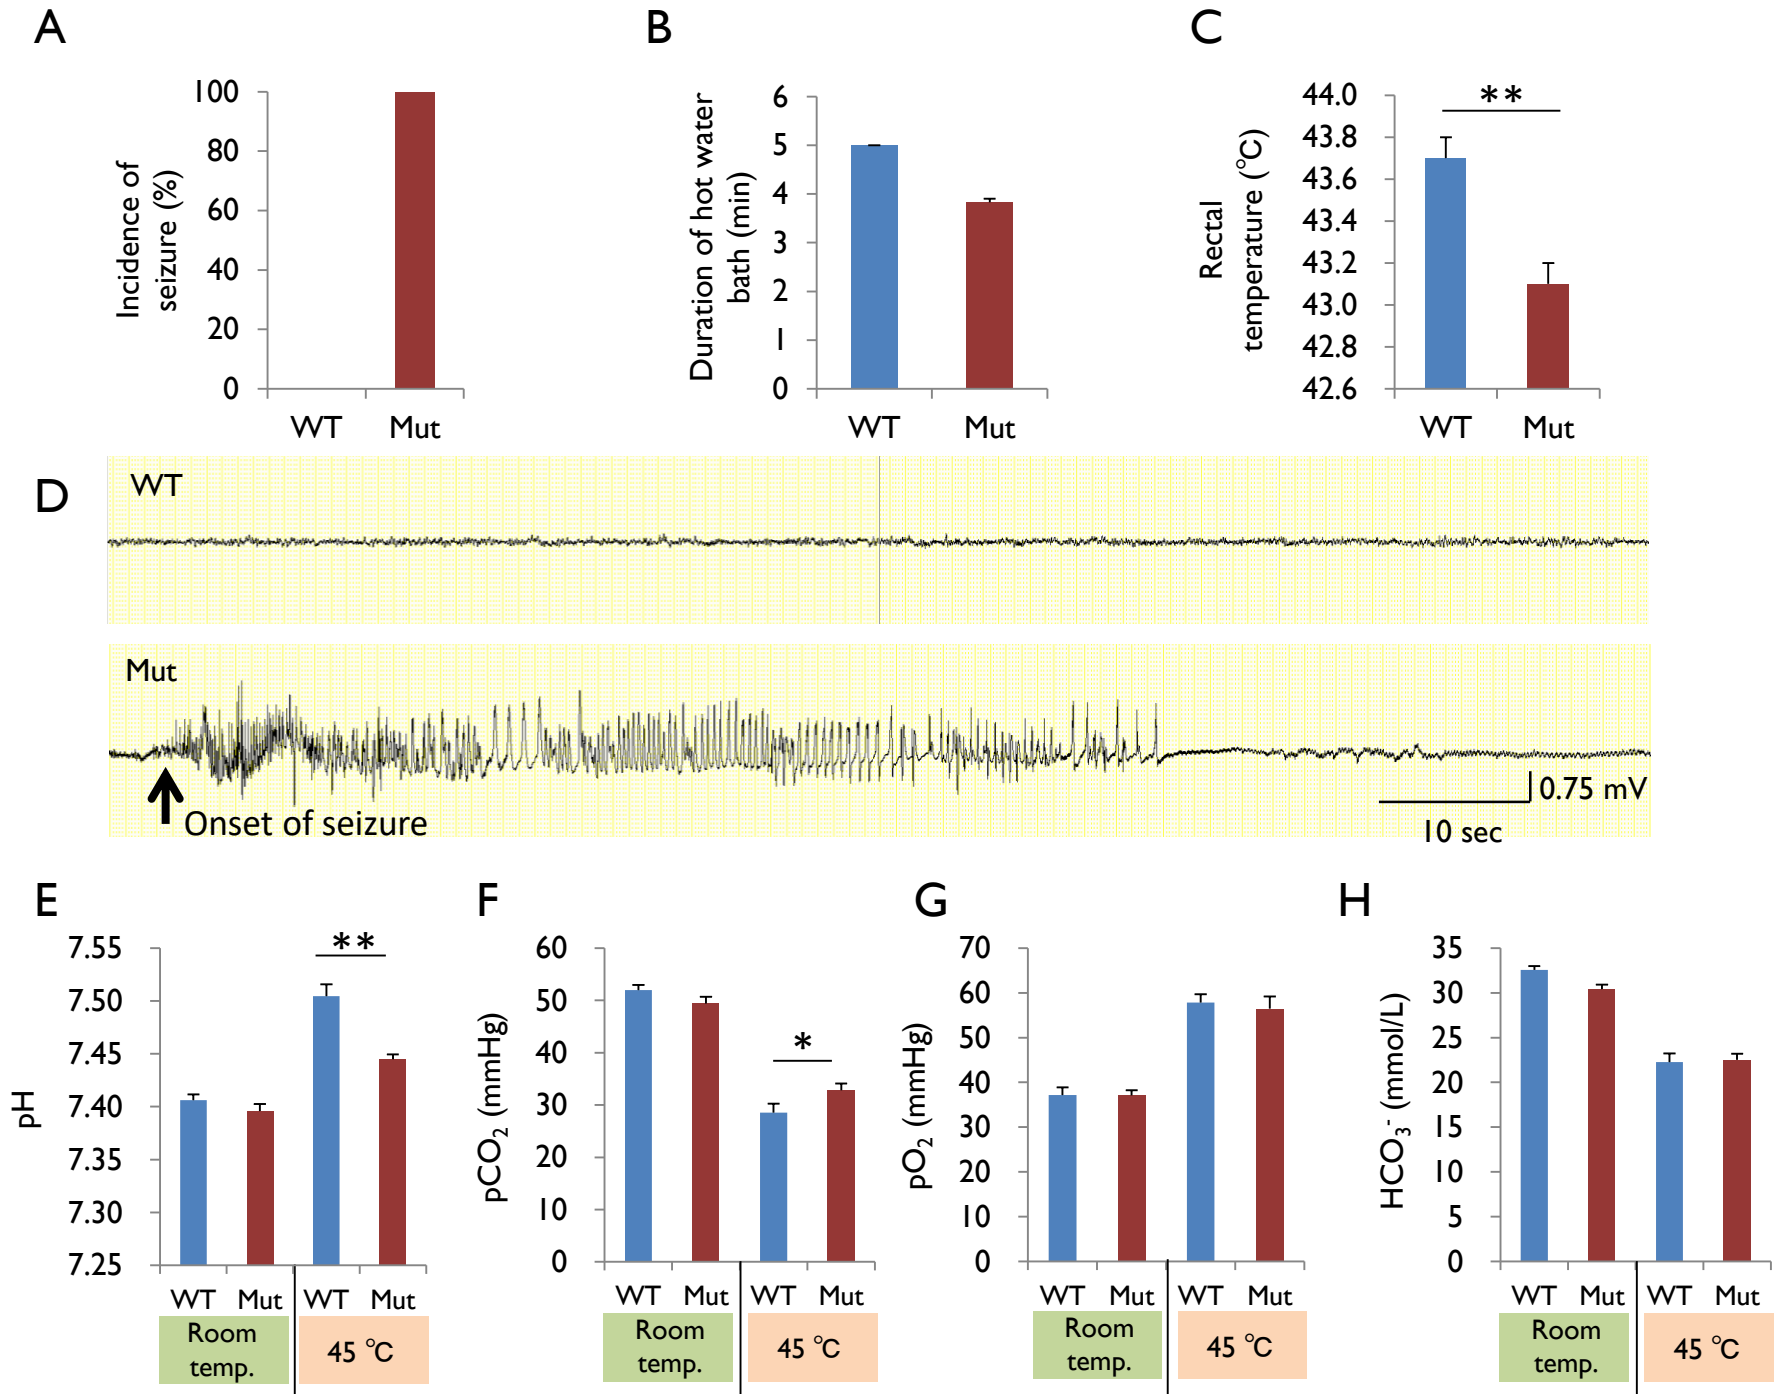 A
Incidence of
seizure (%)
100
80
60
40
20
0
WT Mut
B
Duration of hot water
bath (min)
6
5
4
3
2
1
0
WT Mut
C
Rectal
temperature (°C)
44.0
43.8
43.6
43.4
43.2
43.0
42.8
42.6
**
WT Mut
D
WT
Mut
Onset of seizure
0.75 mV
10 sec
E
pH
7.55
7.50
7.45
7.40
7.35
7.30
7.25
**
WT Mut WT Mut
Room
temp.
45 °C
F
pCO₂ (mmHg)
60
50
40
30
20
10
0
*
WT Mut WT Mut
Room
temp.
45 °C
G
pO₂ (mmHg)
70
60
50
40
30
20
10
0
WT Mut WT Mut
Room
temp.
45 °C
H
HCO₃⁻ (mmol/L)
35
30
25
20
15
10
5
0
WT Mut WT Mut
Room
temp.
45 °C